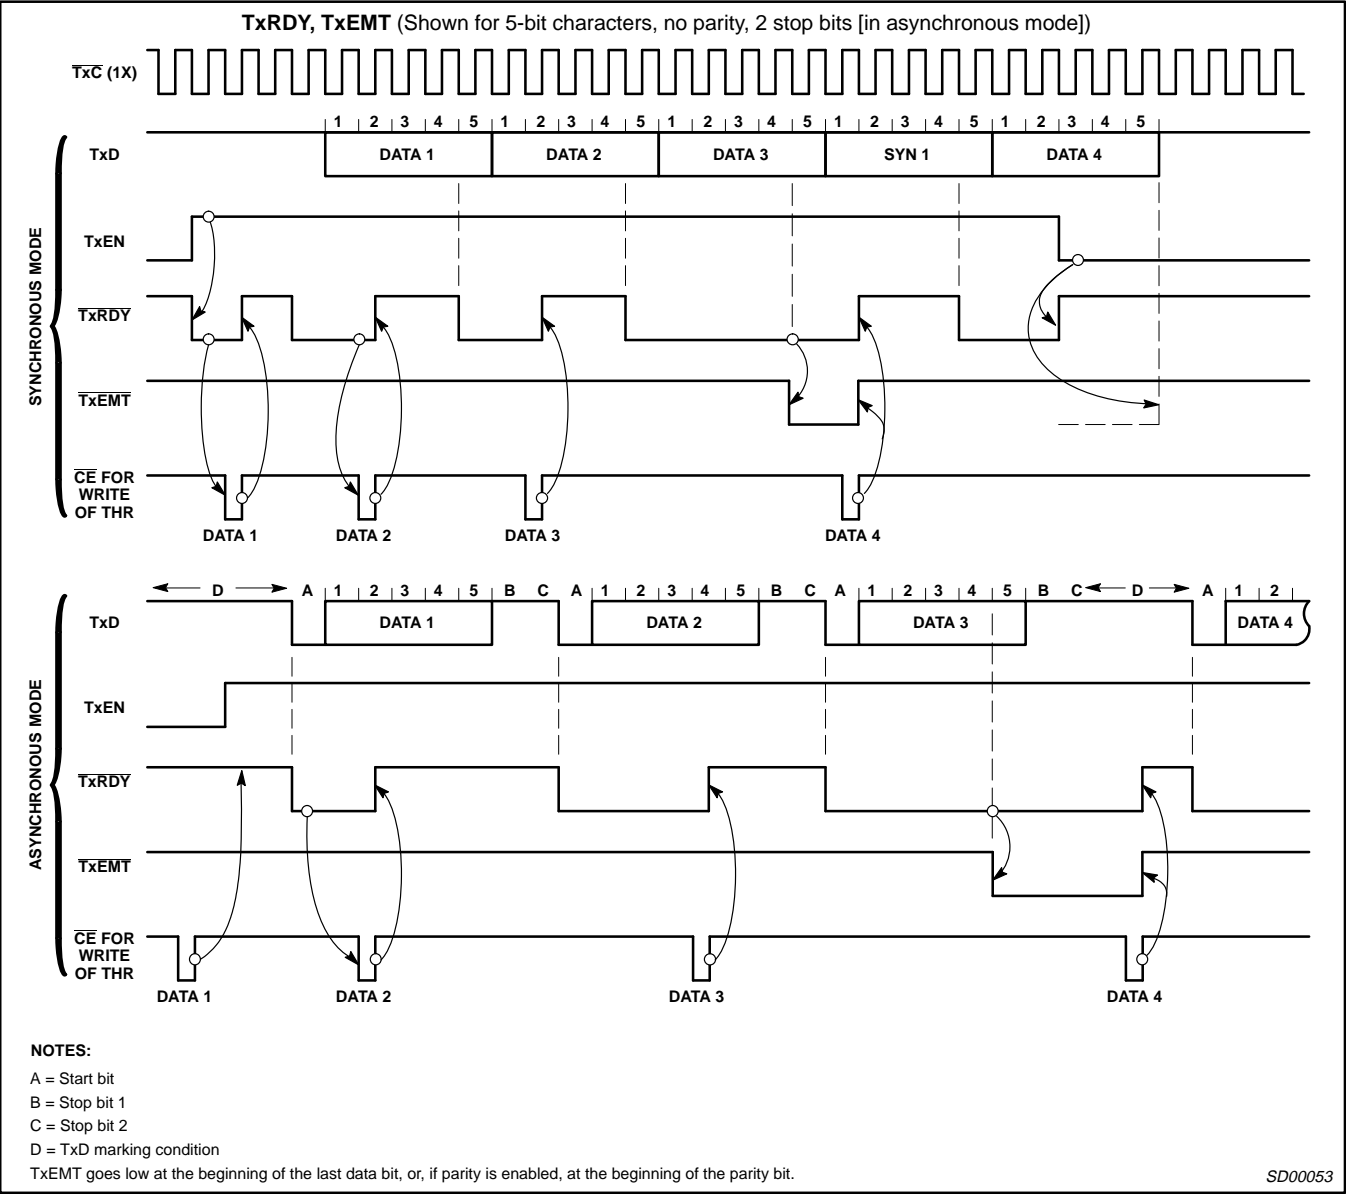 TxRDY, TxEMT (Shown for 5-bit characters, no parity, 2 stop bits [in asynchronous mode])
TxC (1X)
1 2 3 4 5 1 2 3 4 5 1 2 3 4 5 1 2 3 4 5 1 2 3 4 5
TxD DATA 1 DATA 2 DATA 3 SYN 1 DATA 4
SYNCHRONOUS MODE
TxEN
TxRDY
TxEMT
CE FOR
WRITE
OF THR
DATA 1 DATA 2 DATA 3 DATA 4
D A 1 2 3 4 5 B C A 1 2 3 4 5 B C A 1 2 3 4 5 B C D A 1 2
TxD DATA 1 DATA 2 DATA 3 DATA 4
ASYNCHRONOUS MODE
TxEN
TxRDY
TxEMT
CE FOR
WRITE
OF THR
DATA 1 DATA 2 DATA 3 DATA 4
NOTES:
A = Start bit
B = Stop bit 1
C = Stop bit 2
D = TxD marking condition
TxEMT goes low at the beginning of the last data bit, or, if parity is enabled, at the beginning of the parity bit.
SD00053